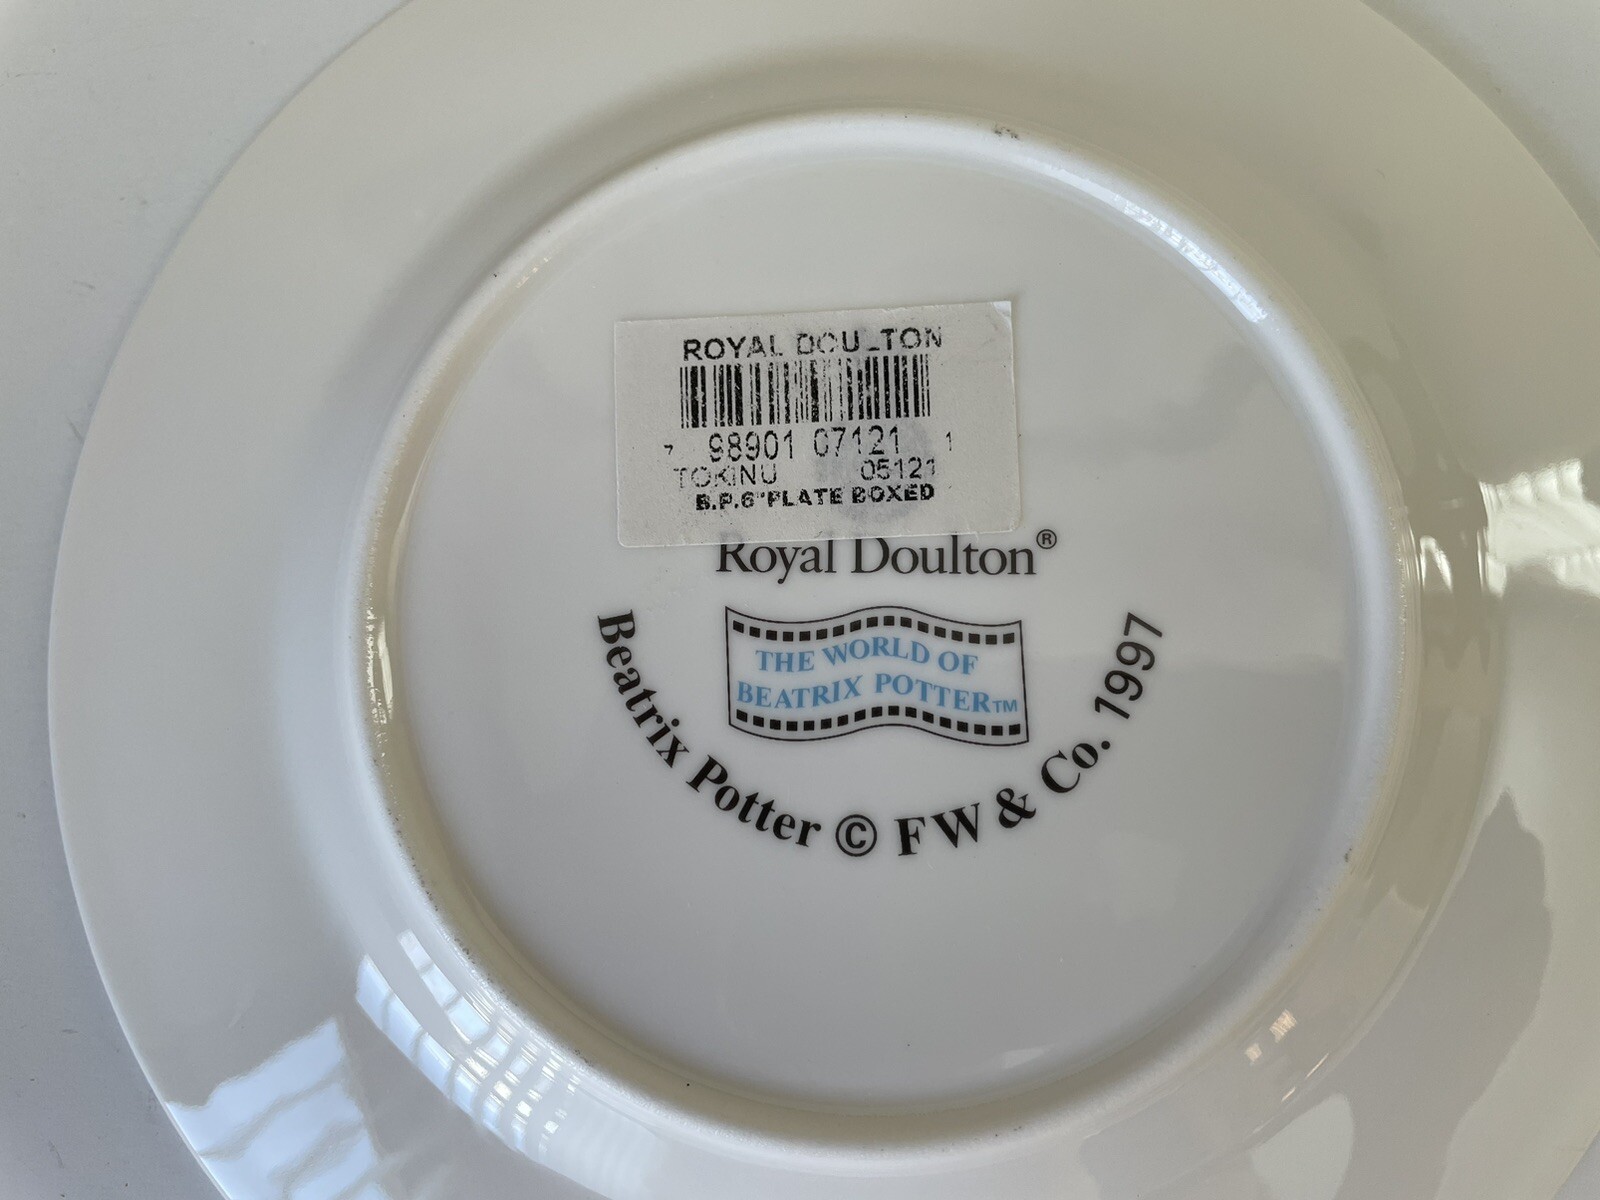 ROYAL DOULTON
7 98901 07121 1
TOKINU 05121
B.P.6"PLATE BOXED
Royal Doulton®
THE WORLD OF
BEATRIX POTTER™
Beatrix Potter © FW & Co. 1997